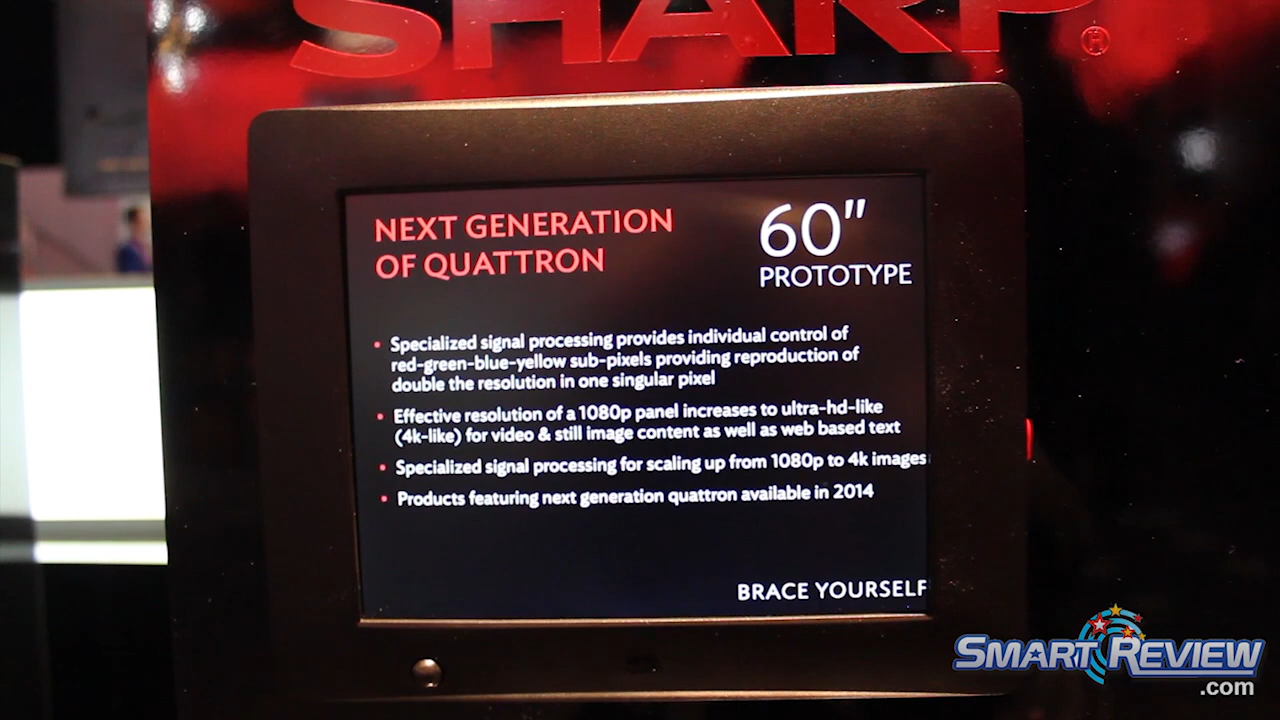 SHARP
NEXT GENERATION
OF QUATTRON
60"
PROTOTYPE
• Specialized signal processing provides individual control of
red-green-blue-yellow sub-pixels providing reproduction of
double the resolution in one singular pixel
• Effective resolution of a 1080p panel increases to ultra-hd-like
(4k-like) for video & still image content as well as web based text
• Specialized signal processing for scaling up from 1080p to 4k images
• Products featuring next generation quattron available in 2014
BRACE YOURSELF
SMART REVIEW
.com